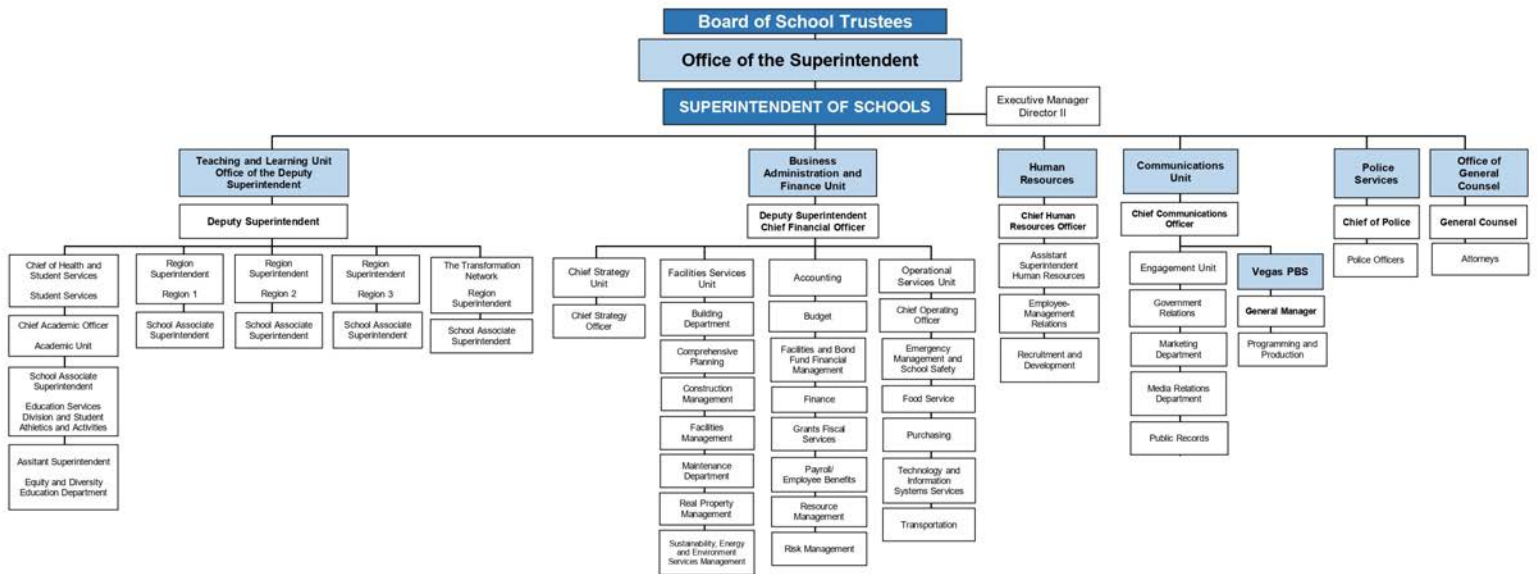 Board of School Trustees
Office of the Superintendent
SUPERINTENDENT OF SCHOOLS
Executive Manager
Director II
Teaching and Learning Unit
Office of the Deputy
Superintendent
Deputy Superintendent
Chief of Health and
Student Services
Student Services
Chief Academic Officer
Academic Unit
School Associate
Superintendent
Education Services
Division and Student
Athletics and Activities
Assitant Superintendent
Equity and Diversity
Education Department
Region
Superintendent
Region 1
School Associate
Superintendent
Region
Superintendent
Region 2
School Associate
Superintendent
Region
Superintendent
Region 3
School Associate
Superintendent
The Transformation
Network
Region
Superintendent
School Associate
Superintendent
Business
Administration and
Finance Unit
Deputy Superintendent
Chief Financial Officer
Chief Strategy
Unit
Chief Strategy
Officer
Facilities Services
Unit
Building
Department
Comprehensive
Planning
Construction
Management
Facilities
Management
Maintenance
Department
Real Property
Management
Sustainability, Energy
and Environment
Services Management
Accounting
Budget
Facilities and Bond
Fund Financial
Management
Finance
Grants Fiscal
Services
Payroll/
Employee Benefits
Resource
Management
Risk Management
Operational
Services Unit
Chief Operating
Officer
Emergency
Management and
School Safety
Food Service
Purchasing
Technology and
Information
Systems Services
Transportation
Human
Resources
Chief Human
Resources Officer
Assistant
Superintendent
Human Resources
Employee-
Management
Relations
Recruitment and
Development
Communications
Unit
Chief Communications
Officer
Engagement Unit
Government
Relations
Marketing
Department
Media Relations
Department
Public Records
Vegas PBS
General Manager
Programming and
Production
Police
Services
Chief of Police
Police Officers
Office of
General
Counsel
General Counsel
Attorneys